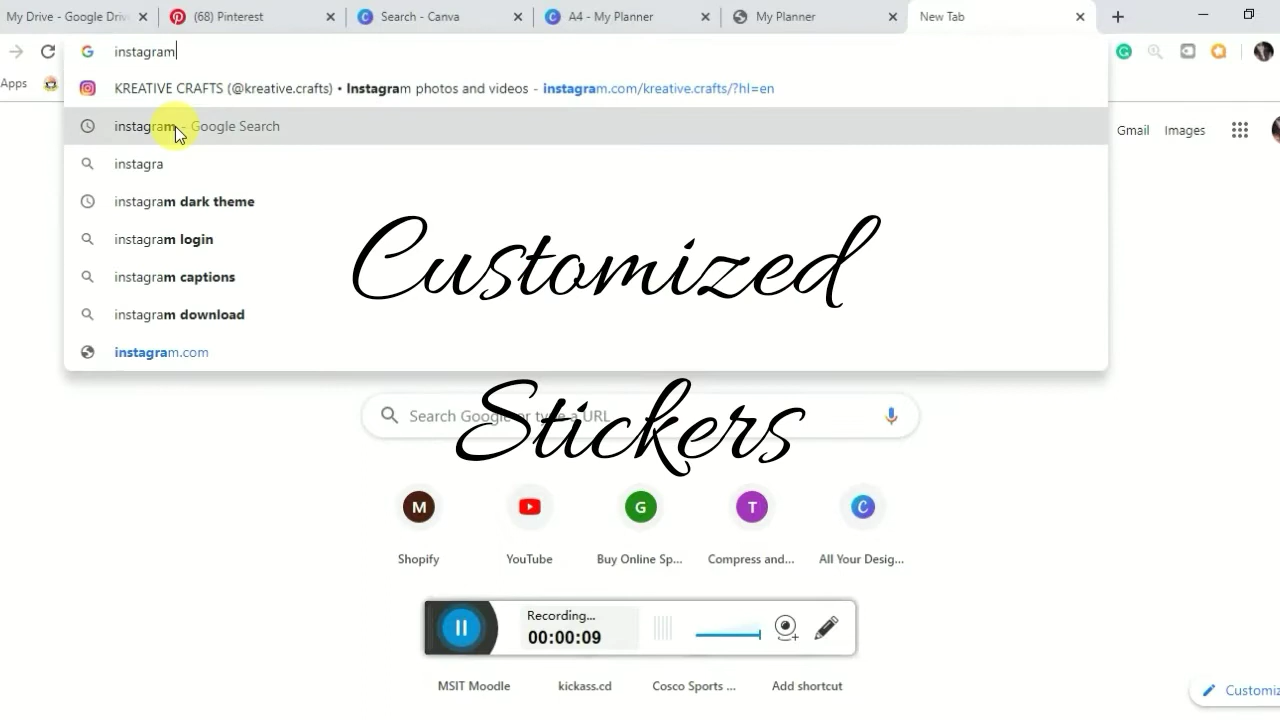 My Drive - Google Driv
(68) Pinterest
Search - Canva
A4 - My Planner
My Planner
New Tab
instagram
Apps
KREATIVE CRAFTS (@kreative.crafts) • Instagram photos and videos - instagram.com/kreative.crafts/?hl=en
instagram - Google Search
Gmail
Images
instagra
instagram dark theme
instagram login
instagram captions
instagram download
instagram.com
Customized
Search Google or type a URL
Stickers
M
G
T
Shopify
YouTube
Buy Online Sp...
Compress and...
All Your Desig...
Recording...
00:00:09
MSIT Moodle
kickass.cd
Cosco Sports ...
Add shortcut
Customiz